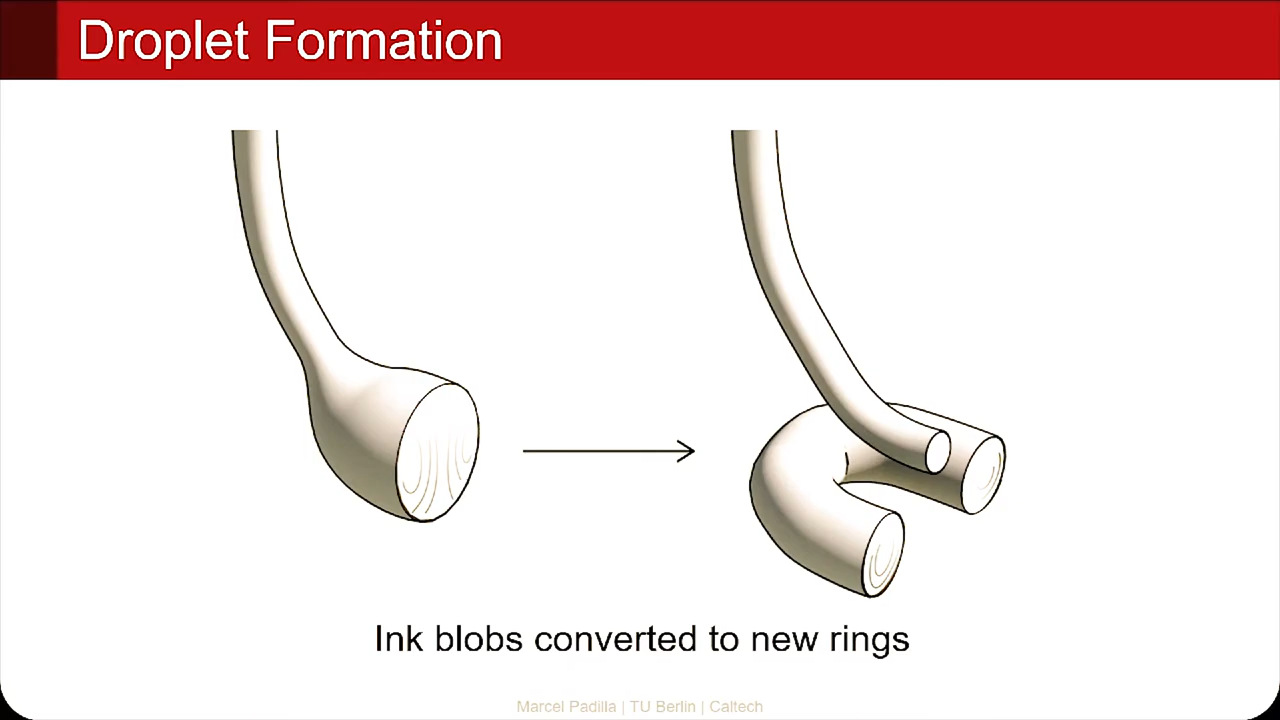 Droplet Formation
Ink blobs converted to new rings
Marcel Padilla | TU Berlin | Caltech